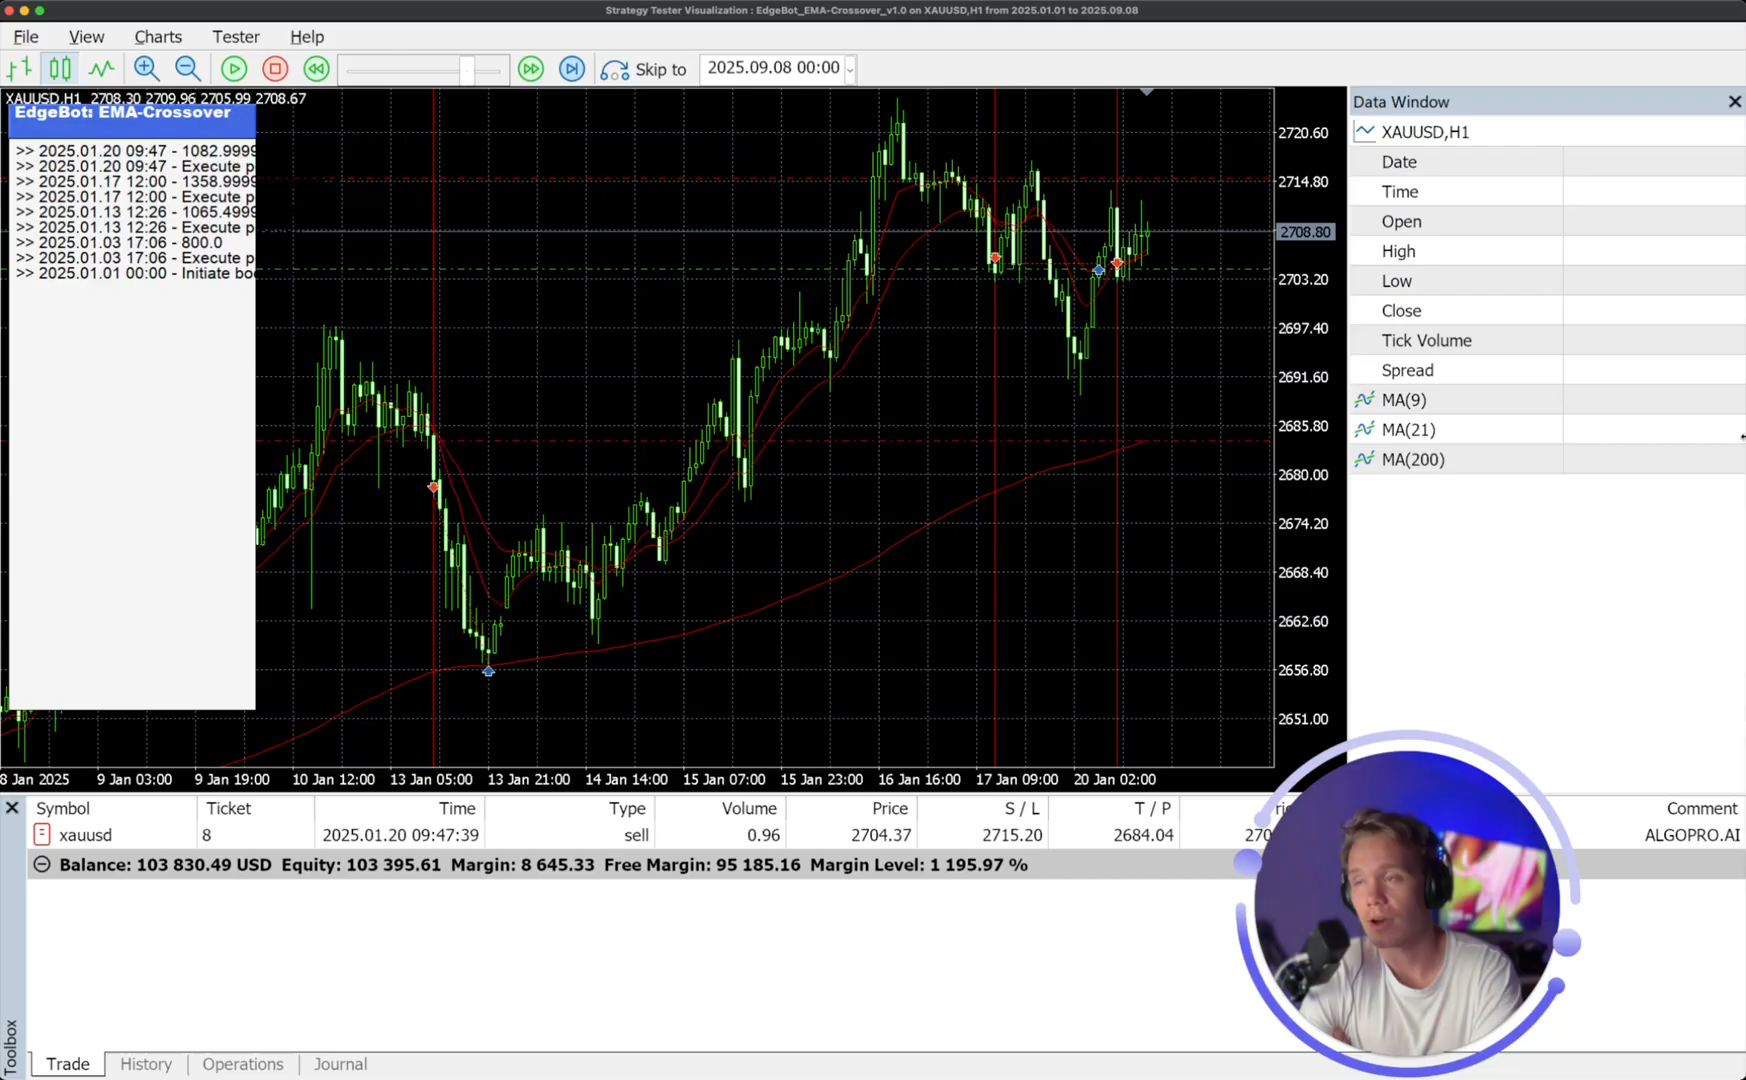 Strategy Tester Visualization : EdgeBot_EMA-Crossover_v1.0 on XAUUSD,H1 from 2025.01.01 to 2025.09.08
File View Charts Tester Help
Skip to 2025.09.08 00:00
XAUUSD,H1 2708.30 2709.96 2705.99 2708.67
EdgeBot: EMA-Crossover
>> 2025.01.20 09:47 - 1082.9999
>> 2025.01.20 09:47 - Execute p
>> 2025.01.17 12:00 - 1358.9999
>> 2025.01.17 12:00 - Execute p
>> 2025.01.13 12:26 - 1065.4999
>> 2025.01.13 12:26 - Execute p
>> 2025.01.03 17:06 - 800.0
>> 2025.01.03 17:06 - Execute p
>> 2025.01.01 00:00 - Initiate bo
2720.60
2714.80
2708.80
2703.20
2697.40
2691.60
2685.80
2680.00
2674.20
2668.40
2662.60
2656.80
2651.00
8 Jan 2025 9 Jan 03:00 9 Jan 19:00 10 Jan 12:00 13 Jan 05:00 13 Jan 21:00 14 Jan 14:00 15 Jan 07:00 15 Jan 23:00 16 Jan 16:00 17 Jan 09:00 20 Jan 02:00
Data Window
XAUUSD,H1
Date
Time
Open
High
Low
Close
Tick Volume
Spread
MA(9)
MA(21)
MA(200)
Symbol Ticket Time Type Volume Price S / L T / P Comment
xauusd 8 2025.01.20 09:47:39 sell 0.96 2704.37 2715.20 2684.04 270 ALGOPRO.AI
Balance: 103 830.49 USD Equity: 103 395.61 Margin: 8 645.33 Free Margin: 95 185.16 Margin Level: 1 195.97 %
Toolbox
Trade History Operations Journal